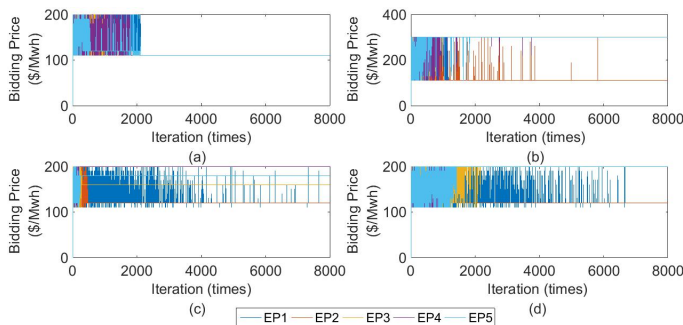 200
100
0
0 2000 4000 6000 8000
Bidding Price
($/Mwh)
Iteration (times)
(a)
400
200
0
0 2000 4000 6000 8000
Bidding Price
($/Mwh)
Iteration (times)
(b)
200
100
0
0 2000 4000 6000 8000
Bidding Price
($/Mwh)
Iteration (times)
(c)
200
100
0
0 2000 4000 6000 8000
Bidding Price
($/Mwh)
Iteration (times)
(d)
EP1 EP2 EP3 EP4 EP5